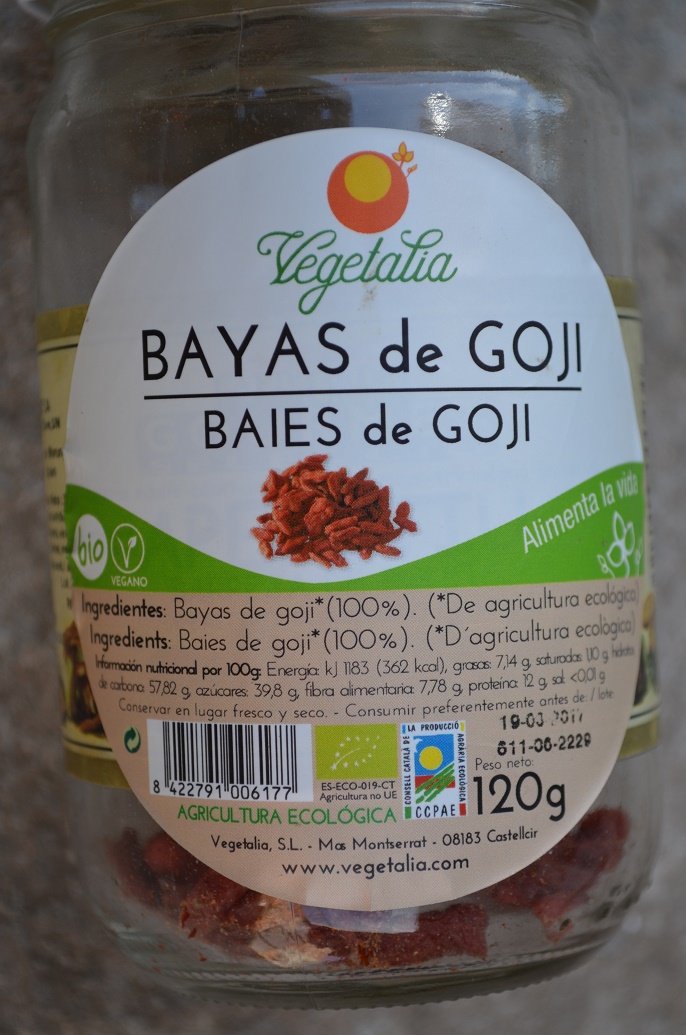 Vegetalia
BAYAS de GOJI
BAIES de GOJI
Alimenta la vida
bio
VEGANO
Ingredientes: Bayas de goji*(100%). (*De agricultura ecológica)
Ingredients: Baies de goji*(100%). (*D´agricultura ecològica)
Información nutricional por 100g: Energía: kJ 1183 (362 kcal), grasas: 7,14 g, saturadas: 1,10 g, hidratos
de carbono: 57,82 g, azúcares: 39,8 g, fibra alimentaria: 7,78 g, proteína: 12 g, sal: <0,01 g
Conservar en lugar fresco y seco. - Consumir preferentemente antes de: / lote:
19-03-2017
611-06-2229
8 422791 006177
ES-ECO-019-CT
Agricultura no UE
CONSELL CATALÀ DE LA PRODUCCIÓ AGRÀRIA ECOLÒGICA
CCPAE
Peso neto:
120g
AGRICULTURA ECOLÓGICA
Vegetalia, S.L. - Mas Montserrat - 08183 Castellcir
www.vegetalia.com